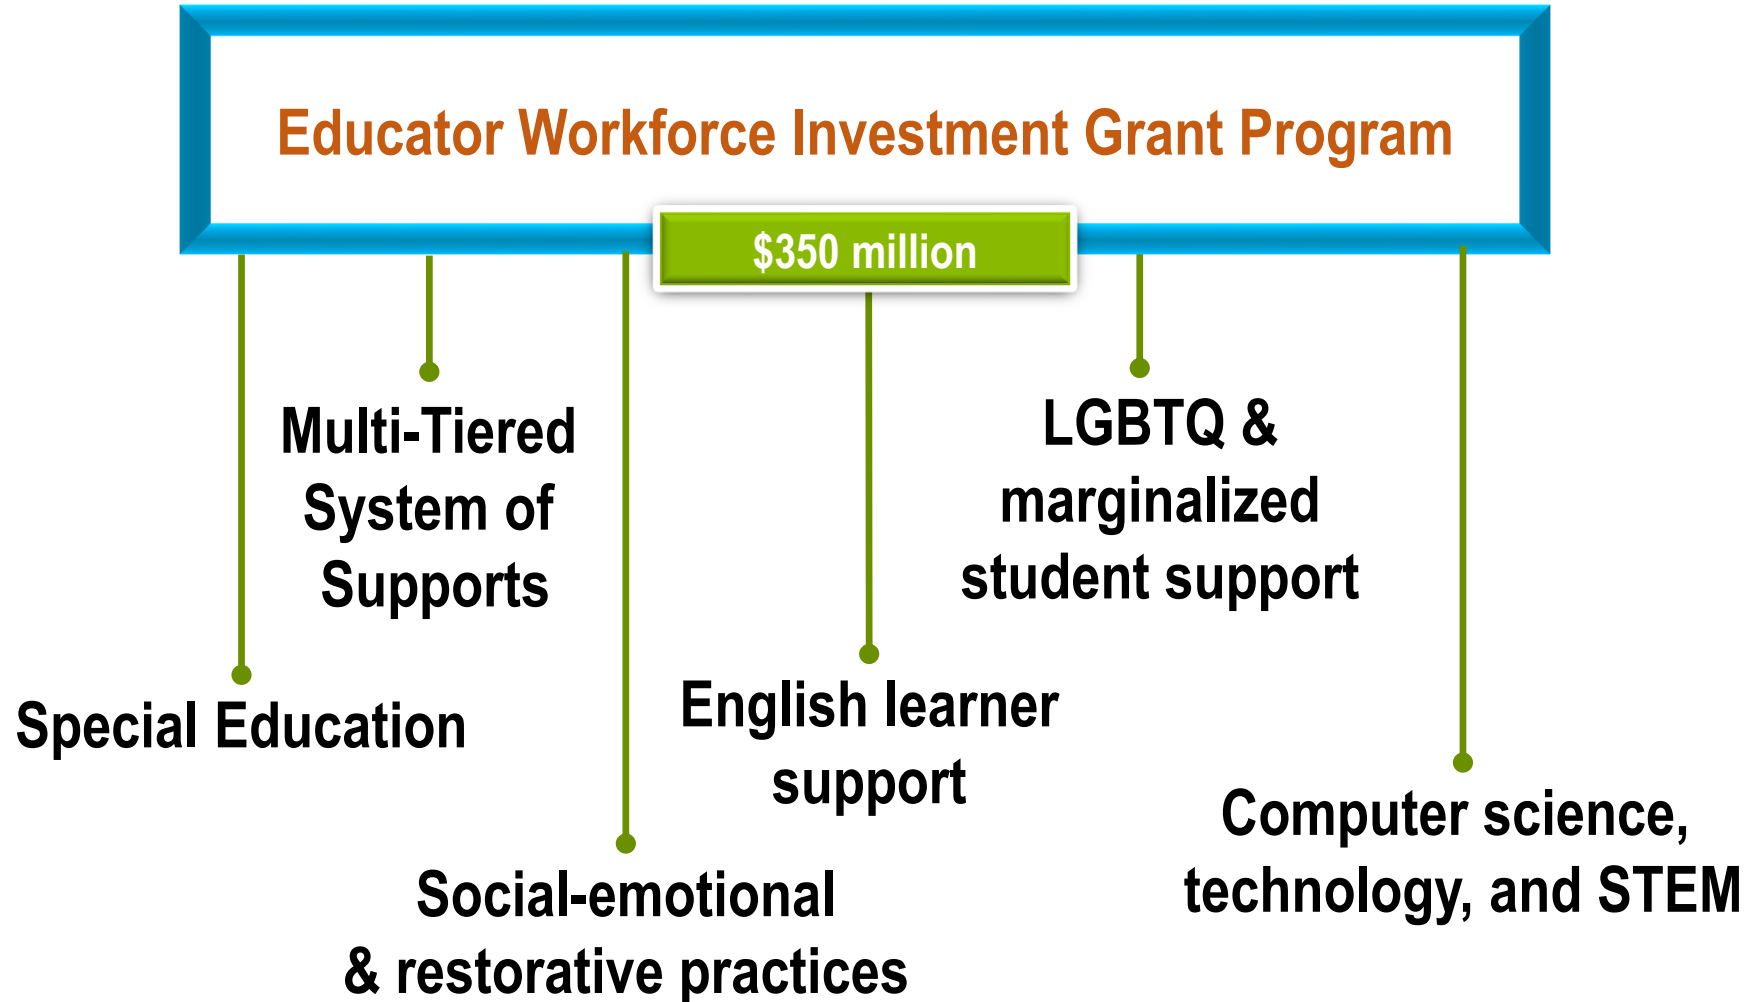 Educator Workforce Investment Grant Program
$350 million
Multi-Tiered
System of
Supports
LGBTQ &
marginalized
student support
Special Education
English learner
support
Computer science,
technology, and STEM
Social-emotional
& restorative practices